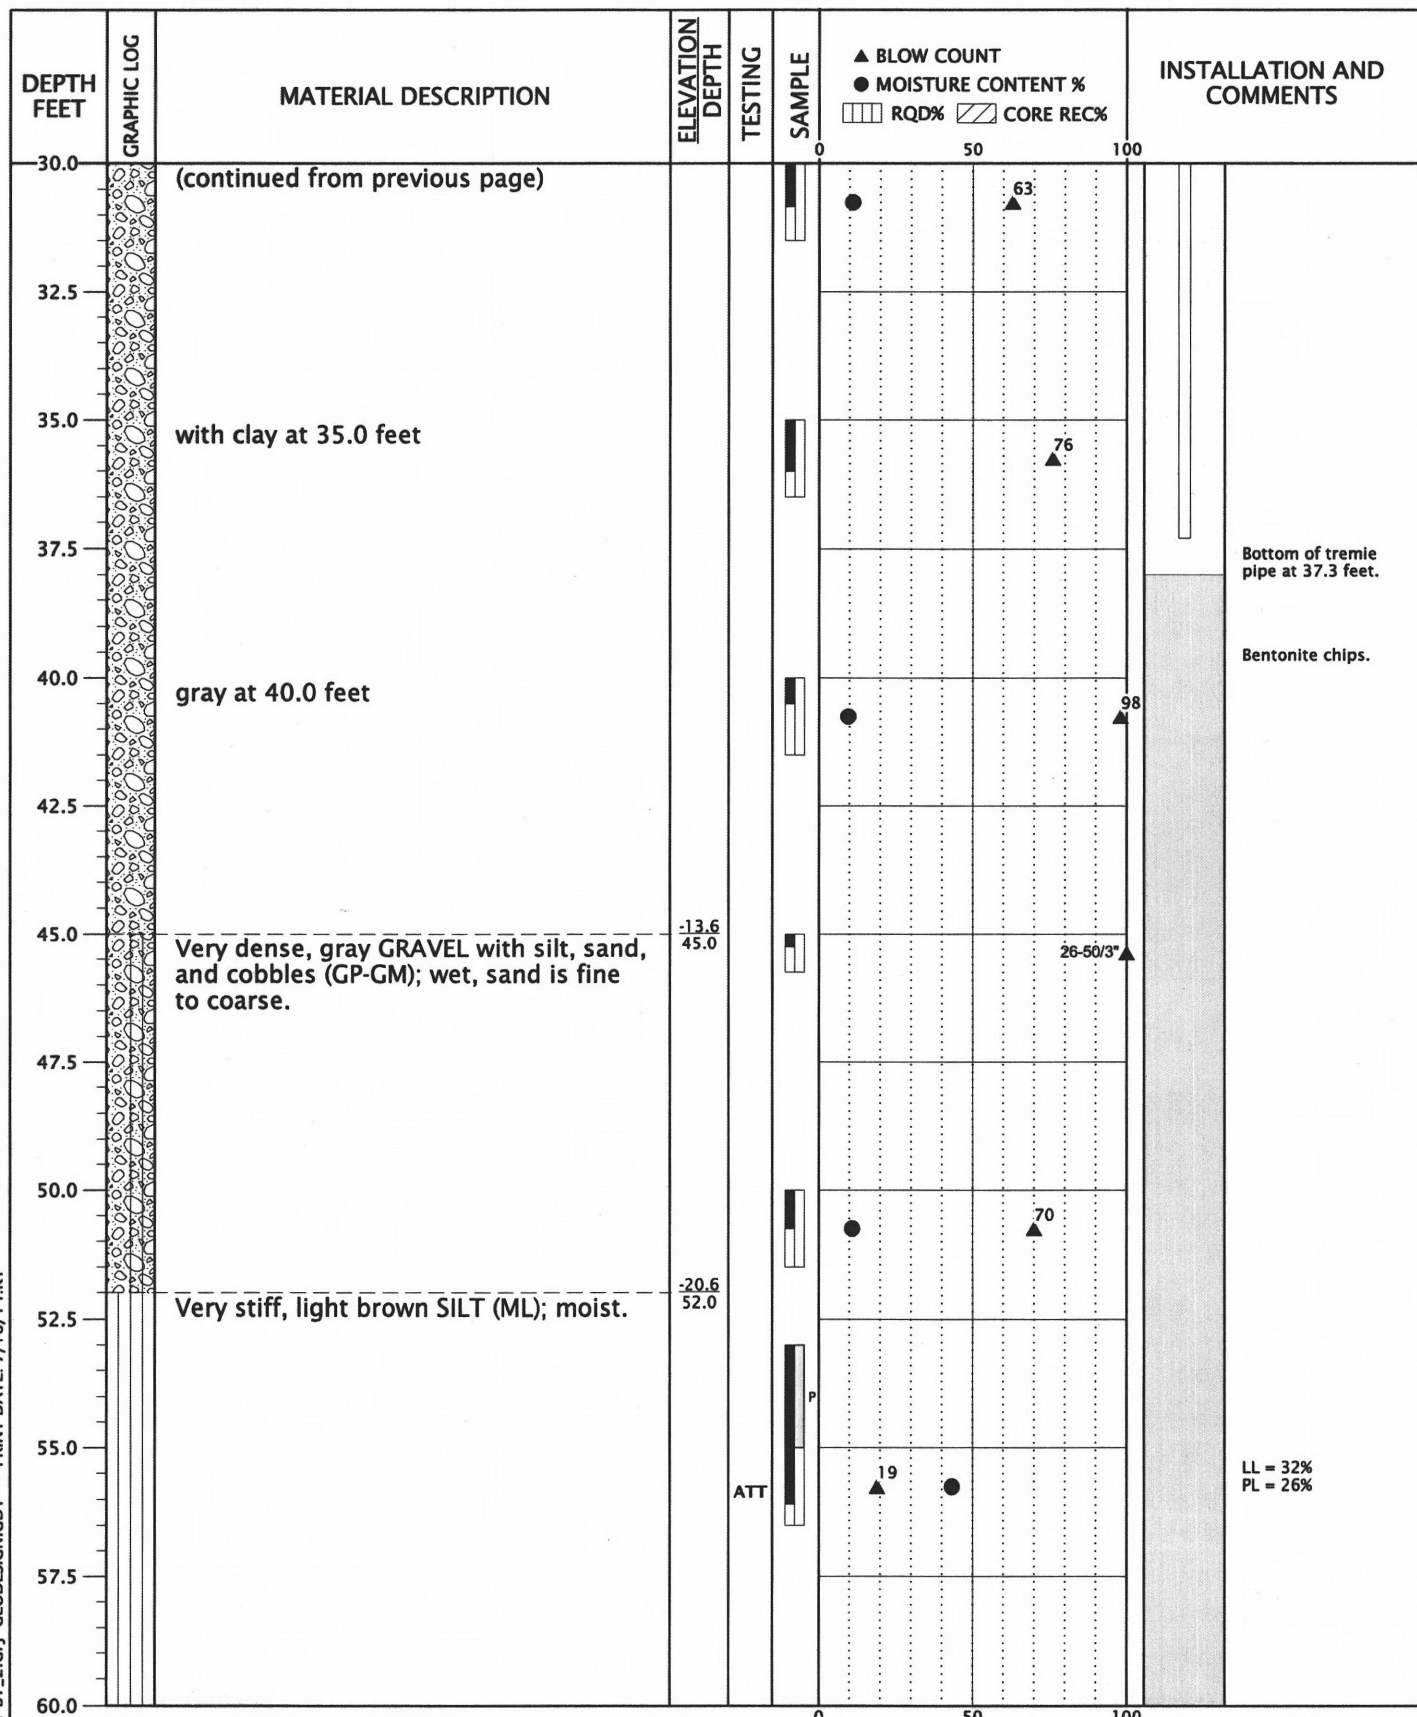 DEPTH
FEET
GRAPHIC LOG
MATERIAL DESCRIPTION
ELEVATION
DEPTH
TESTING
SAMPLE
▲ BLOW COUNT
● MOISTURE CONTENT %
RQD% CORE REC%
0 50 100
INSTALLATION AND
COMMENTS
30.0
(continued from previous page)
63
32.5
35.0
with clay at 35.0 feet
76
37.5
Bottom of tremie
pipe at 37.3 feet.
Bentonite chips.
40.0
gray at 40.0 feet
98
42.5
45.0
-13.6
45.0
Very dense, gray GRAVEL with silt, sand,
and cobbles (GP-GM); wet, sand is fine
to coarse.
26-50/3"
47.5
50.0
70
-20.6
52.0
Very stiff, light brown SILT (ML); moist.
52.5
P
55.0
19
ATT
LL = 32%
PL = 26%
57.5
60.0
0 50 100